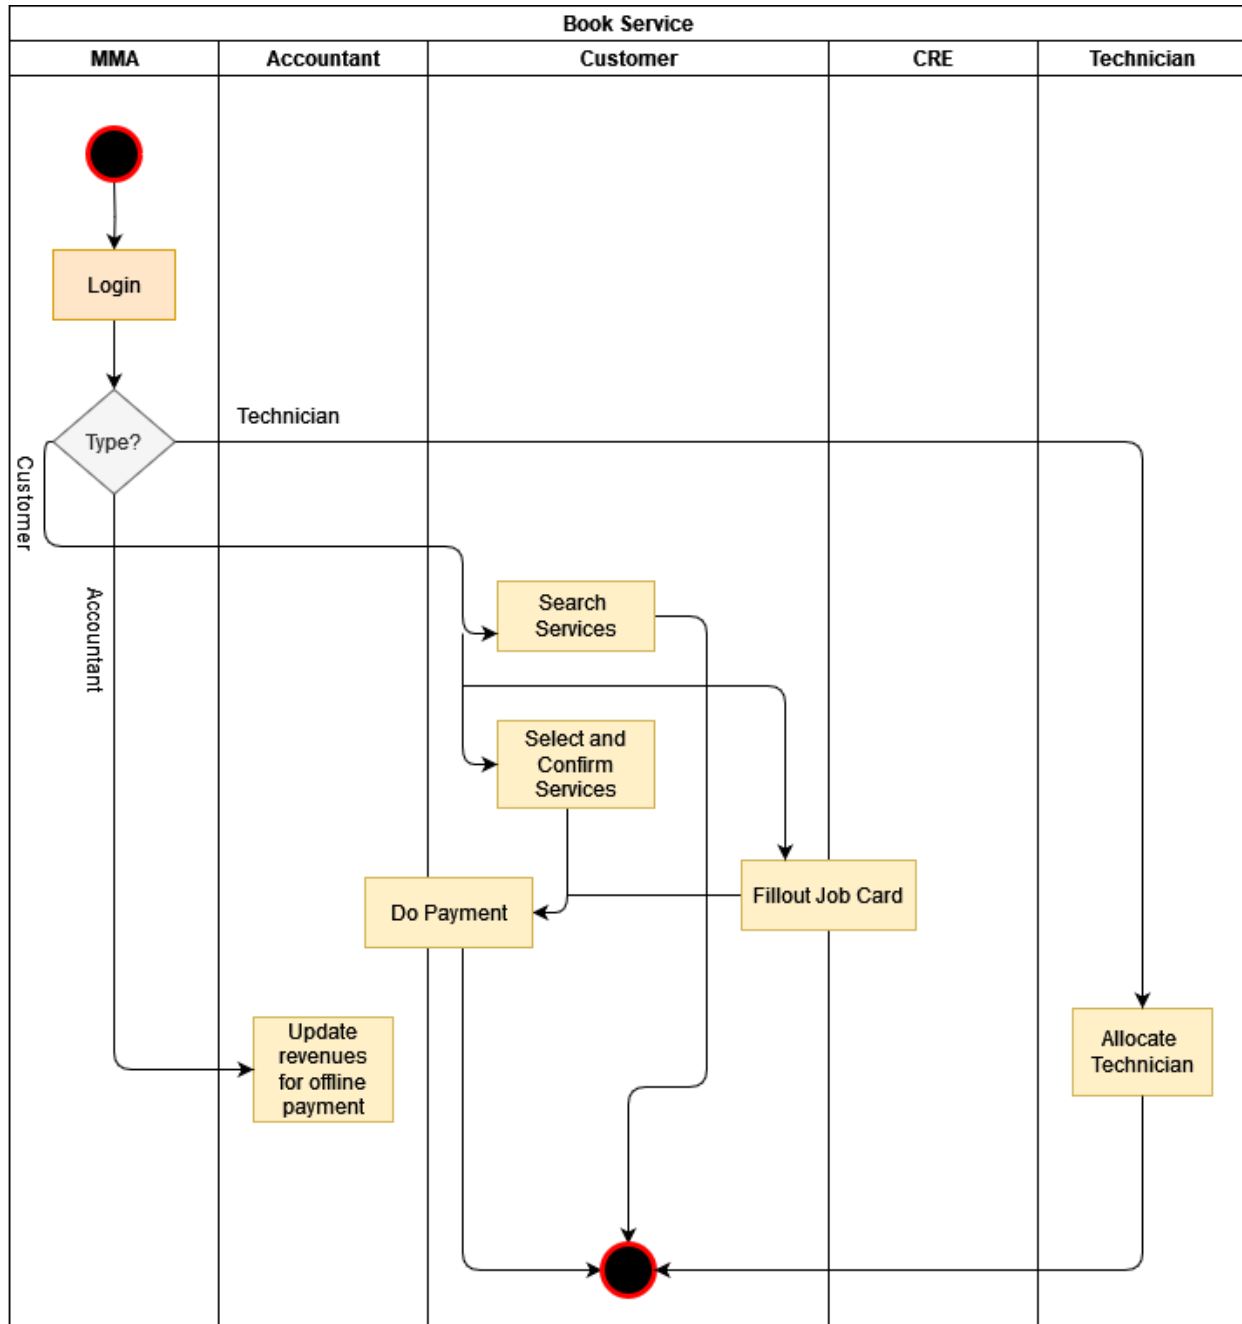 Book Service
MMA
Accountant
Customer
CRE
Technician
Login
Technician
Type?
Customer
Accountant
Search
Services
Select and
Confirm
Services
Fillout Job Card
Do Payment
Update
revenues
for offline
payment
Allocate
Technician